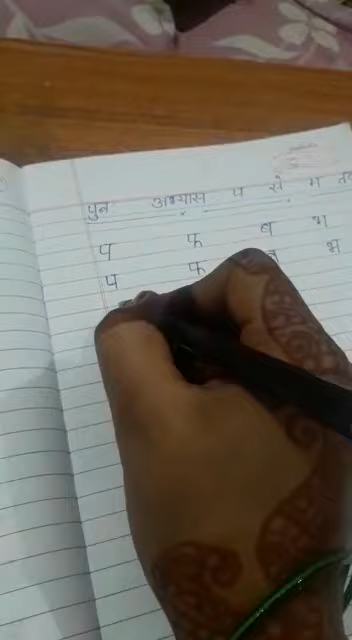 पुनः अभ्यास प से म तक
प फ ब भ
प फ ब भ